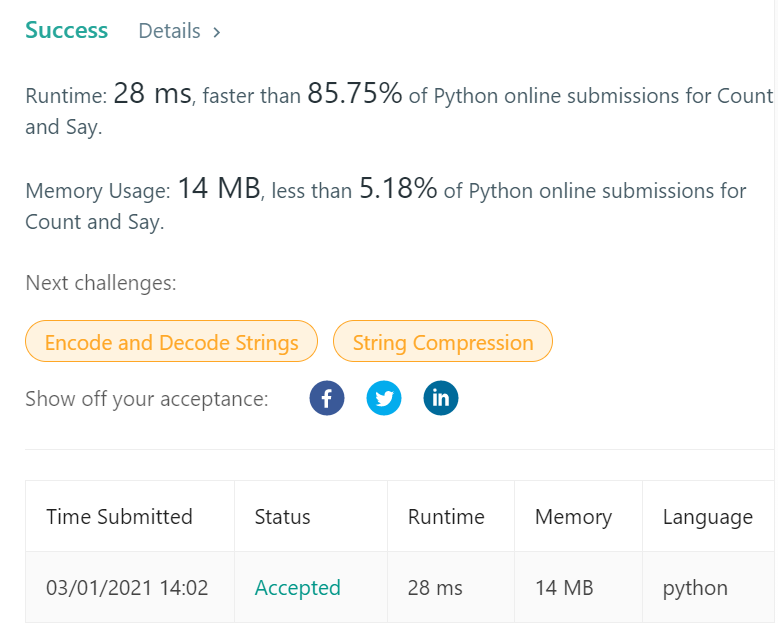 Success Details >
Runtime: 28 ms, faster than 85.75% of Python online submissions for Count
and Say.
Memory Usage: 14 MB, less than 5.18% of Python online submissions for
Count and Say.
Next challenges:
Encode and Decode Strings String Compression
Show off your acceptance: f in
Time Submitted Status Runtime Memory Language
03/01/2021 14:02 Accepted 28 ms 14 MB python